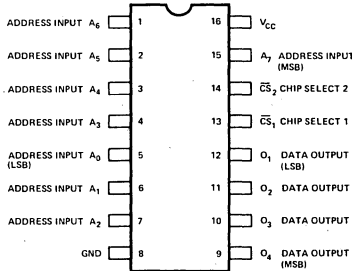 ADDRESS INPUT A6 1 16 VCC
ADDRESS INPUT A5 2 15 A7 ADDRESS INPUT
(MSB)
ADDRESS INPUT A4 3 14 CS2 CHIP SELECT 2
ADDRESS INPUT A3 4 13 CS1 CHIP SELECT 1
ADDRESS INPUT A0 5 12 O1 DATA OUTPUT
(LSB) (LSB)
ADDRESS INPUT A1 6 11 O2 DATA OUTPUT
ADDRESS INPUT A2 7 10 O3 DATA OUTPUT
GND 8 9 O4 DATA OUTPUT
(MSB)